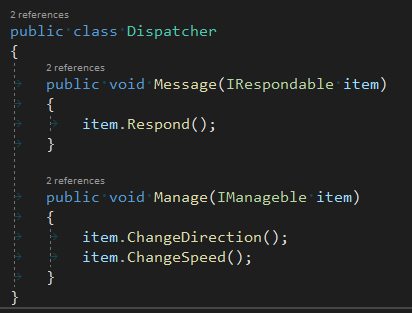 2 references
public class Dispatcher
{
2 references
public void Message(IRespondable item)
{
item.Respond();
}
2 references
public void Manage(IManageble item)
{
item.ChangeDirection();
item.ChangeSpeed();
}
}